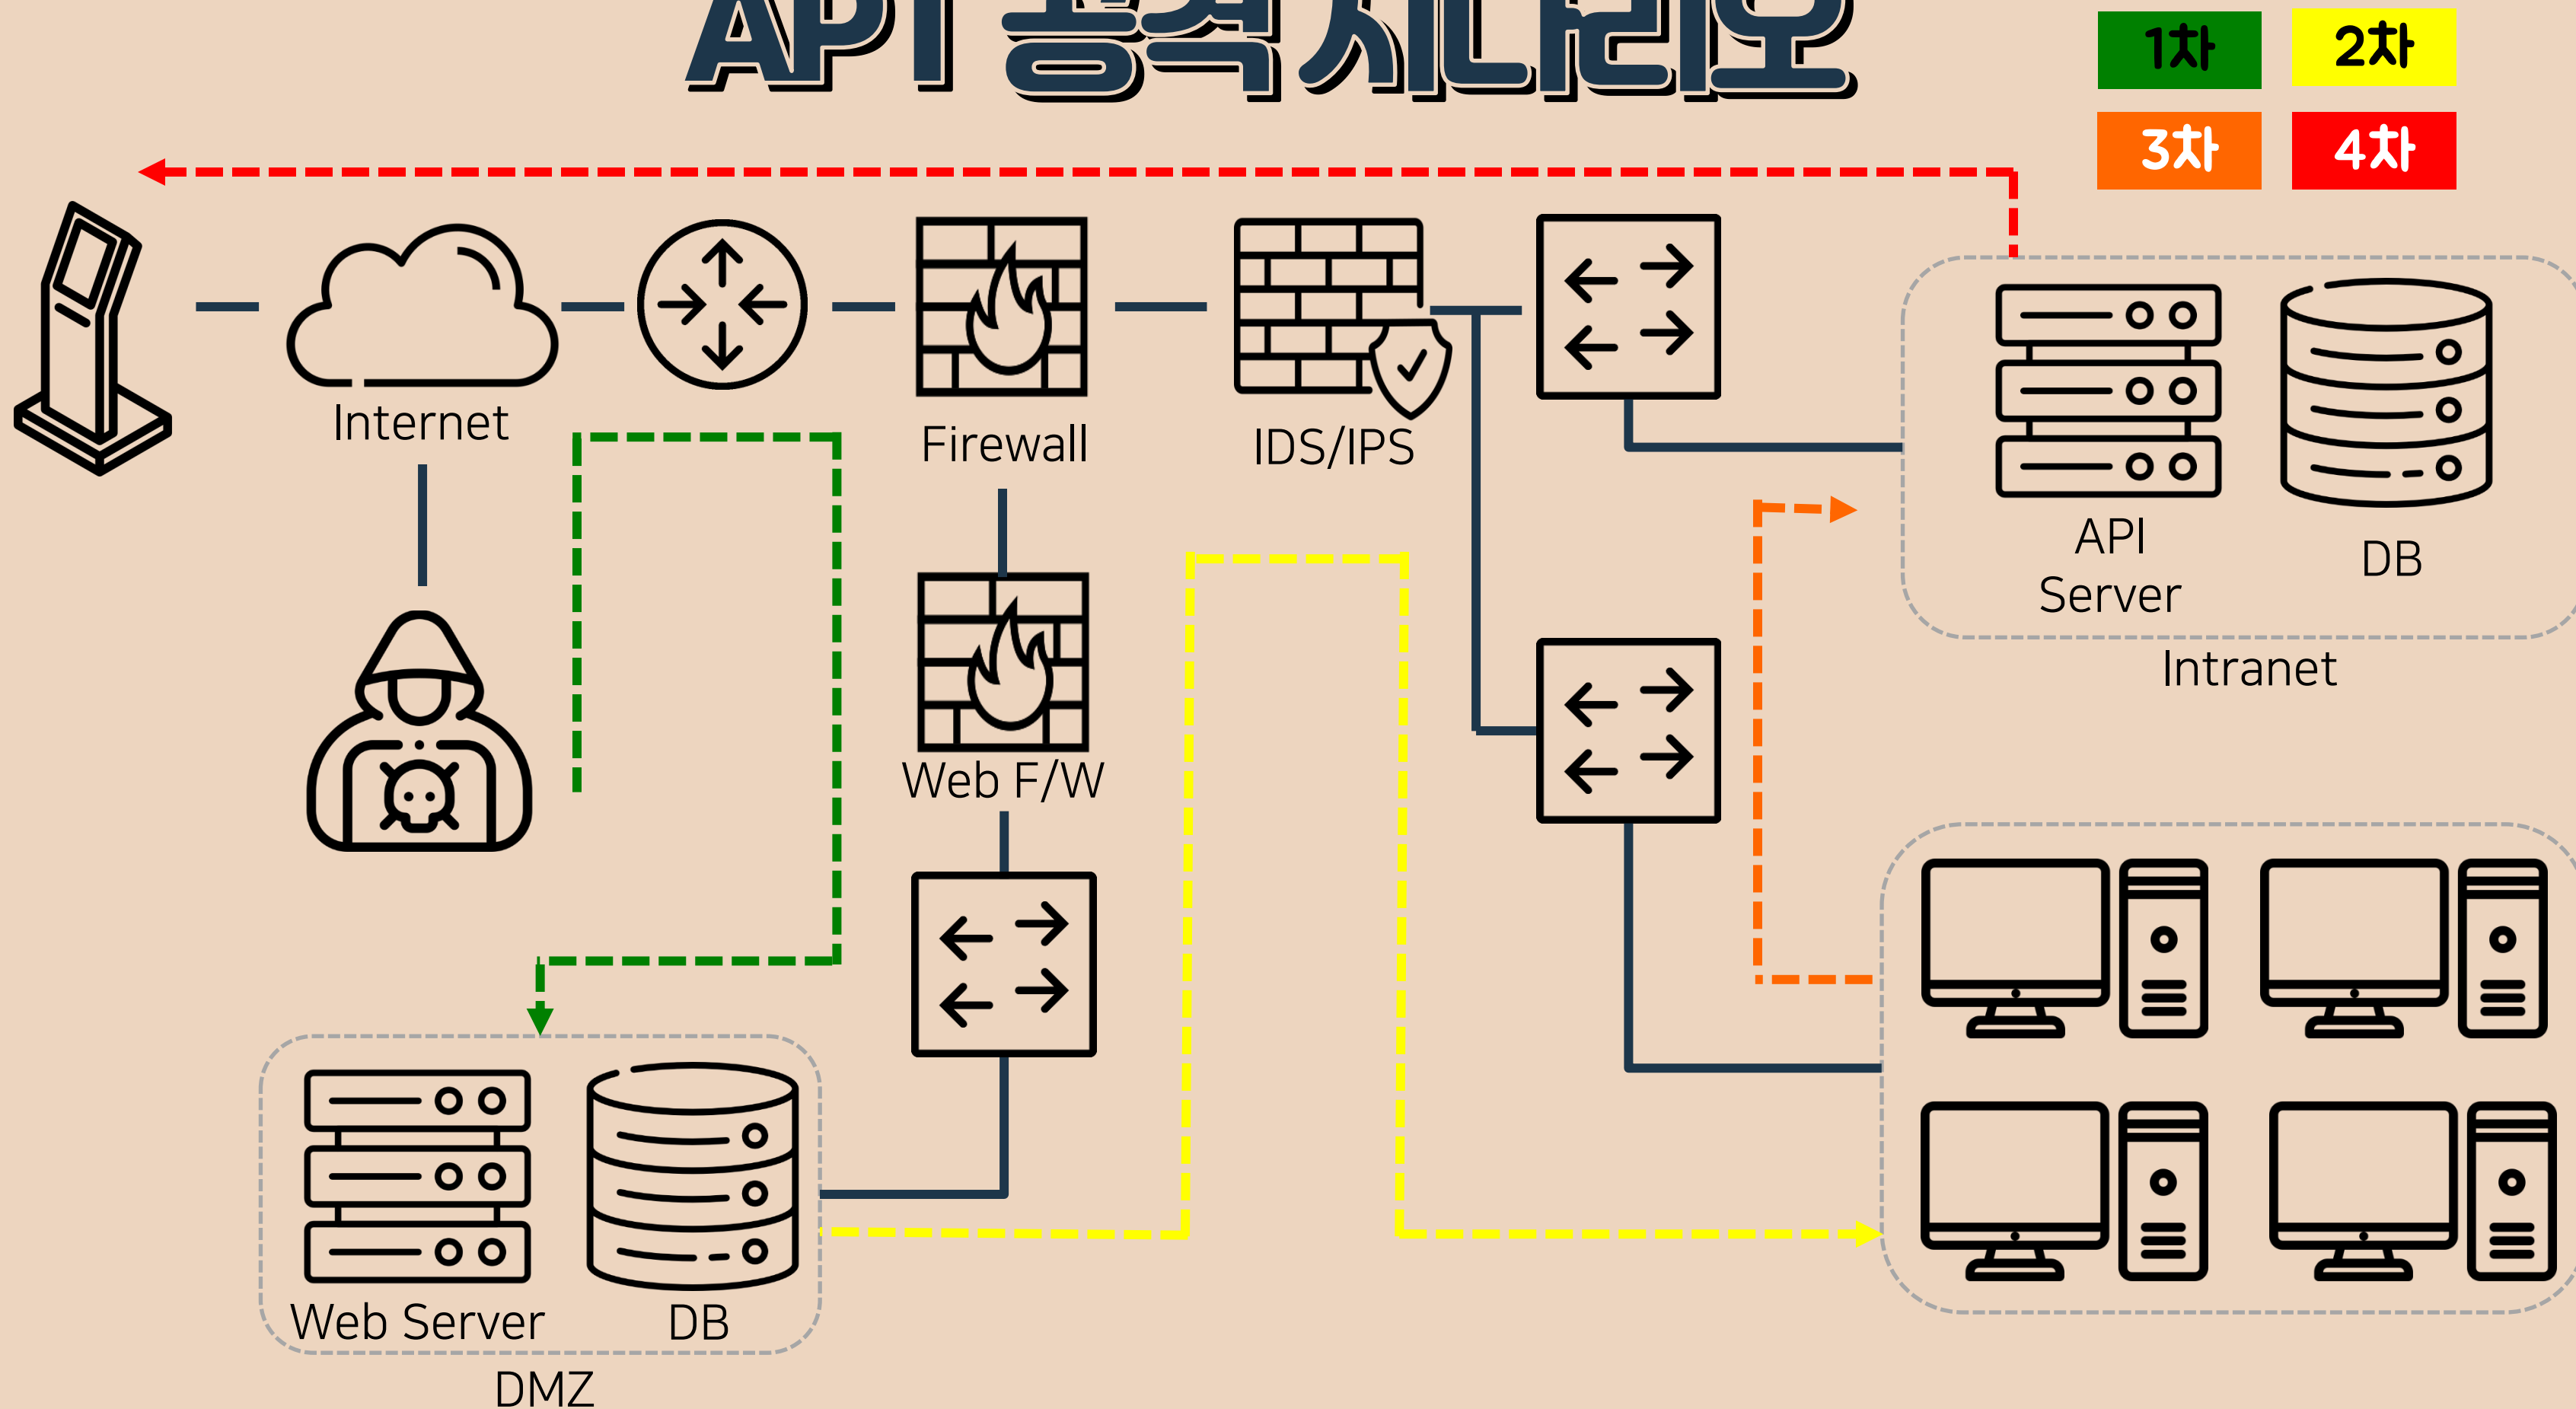 API 공격 시나리오
1차
2차
3차
4차
Internet
Firewall
IDS/IPS
API
Server
DB
Intranet
Web F/W
Web Server
DB
DMZ